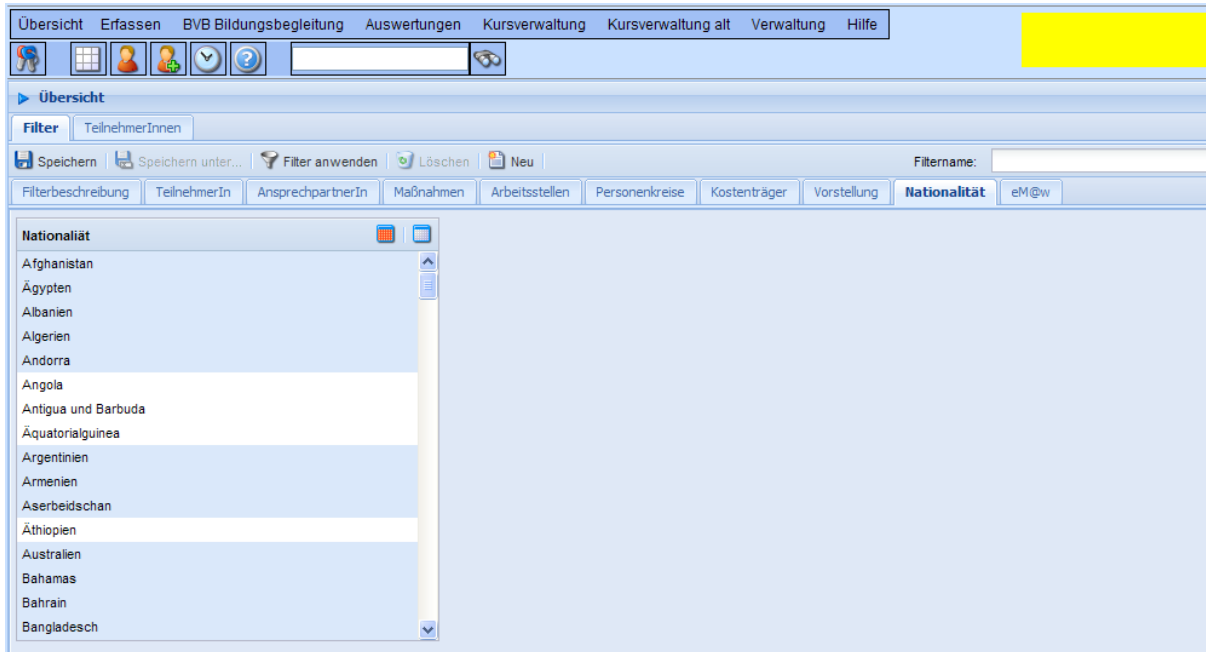 Übersicht Erfassen BVB Bildungsbegleitung Auswertungen Kursverwaltung Kursverwaltung alt Verwaltung Hilfe
Übersicht
Filter TeilnehmerInnen
Speichern Speichern unter... Filter anwenden Löschen Neu Filtername:
Filterbeschreibung TeilnehmerIn AnsprechpartnerIn Maßnahmen Arbeitsstellen Personenkreise Kostenträger Vorstellung Nationalität eM@w
Nationaliät
Afghanistan
Ägypten
Albanien
Algerien
Andorra
Angola
Antigua und Barbuda
Äquatorialguinea
Argentinien
Armenien
Aserbeidschan
Äthiopien
Australien
Bahamas
Bahrain
Bangladesch